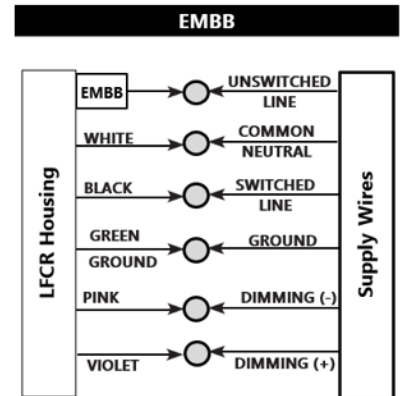 EMBB
LFCR Housing
EMBB
UNSWITCHED
LINE
WHITE
COMMON
NEUTRAL
BLACK
SWITCHED
LINE
GREEN
GROUND
GROUND
PINK
DIMMING (-)
VIOLET
DIMMING (+)
Supply Wires